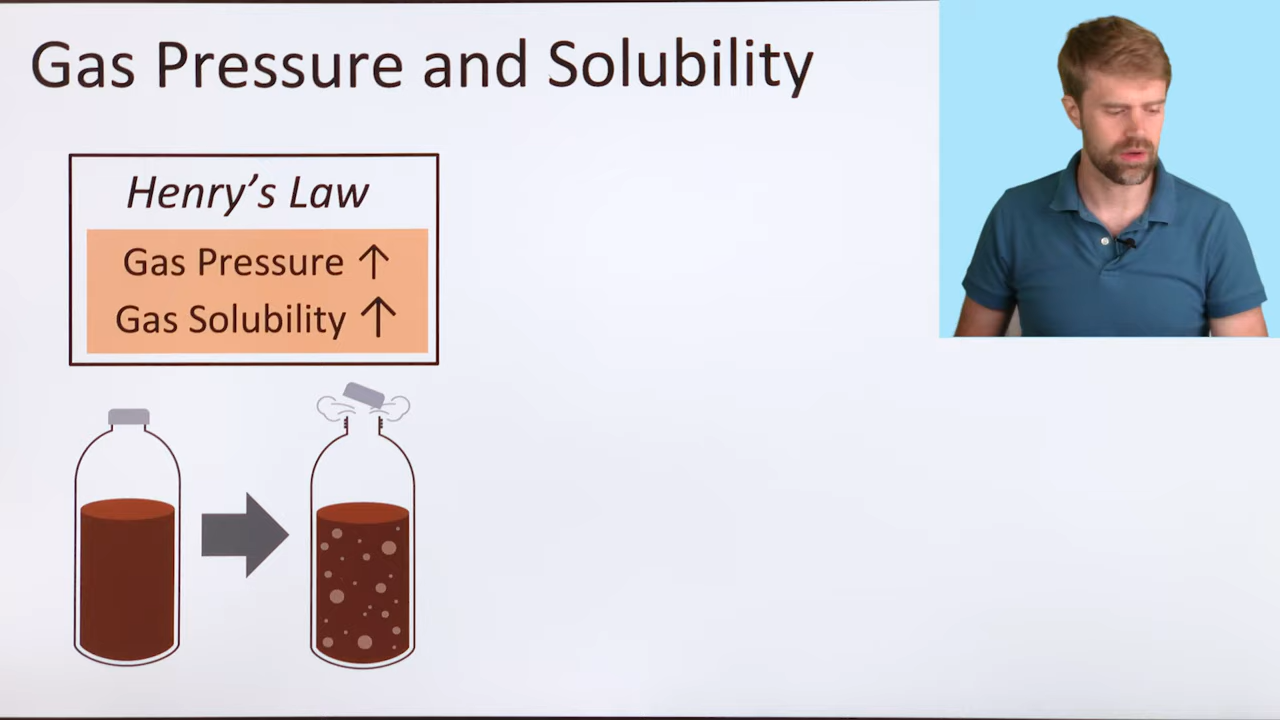 Gas Pressure and Solubility
Henry’s Law
Gas Pressure ↑
Gas Solubility ↑